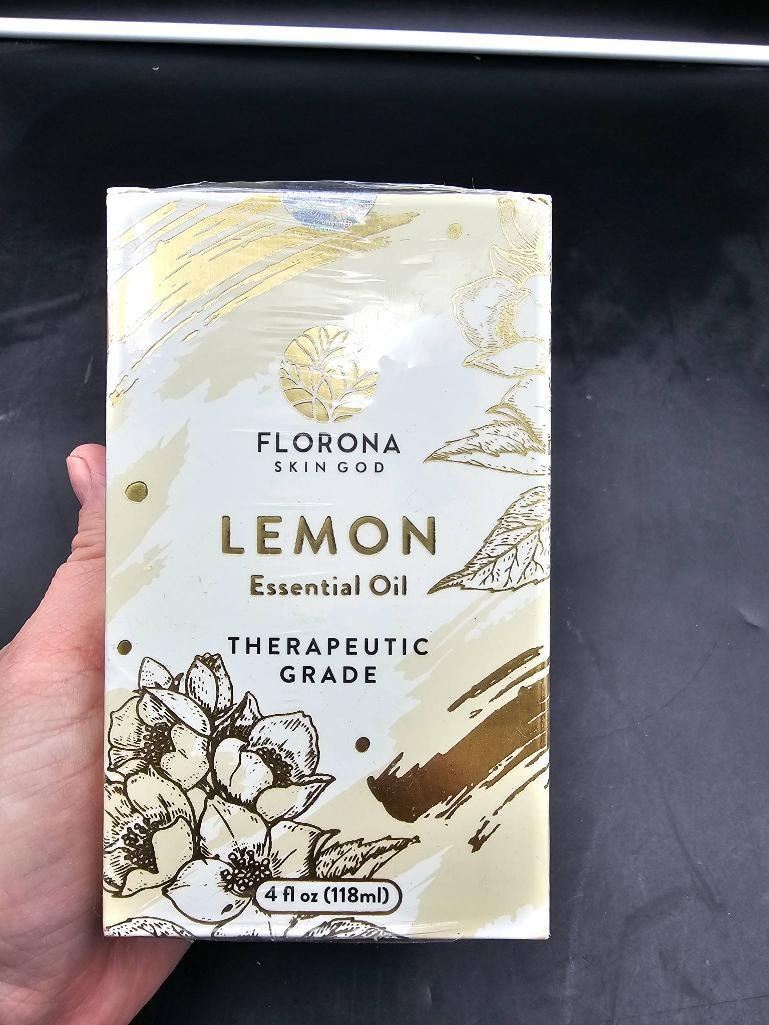 FLORONA
SKIN GOD
LEMON
Essential Oil
THERAPEUTIC
GRADE
4 fl oz (118ml)